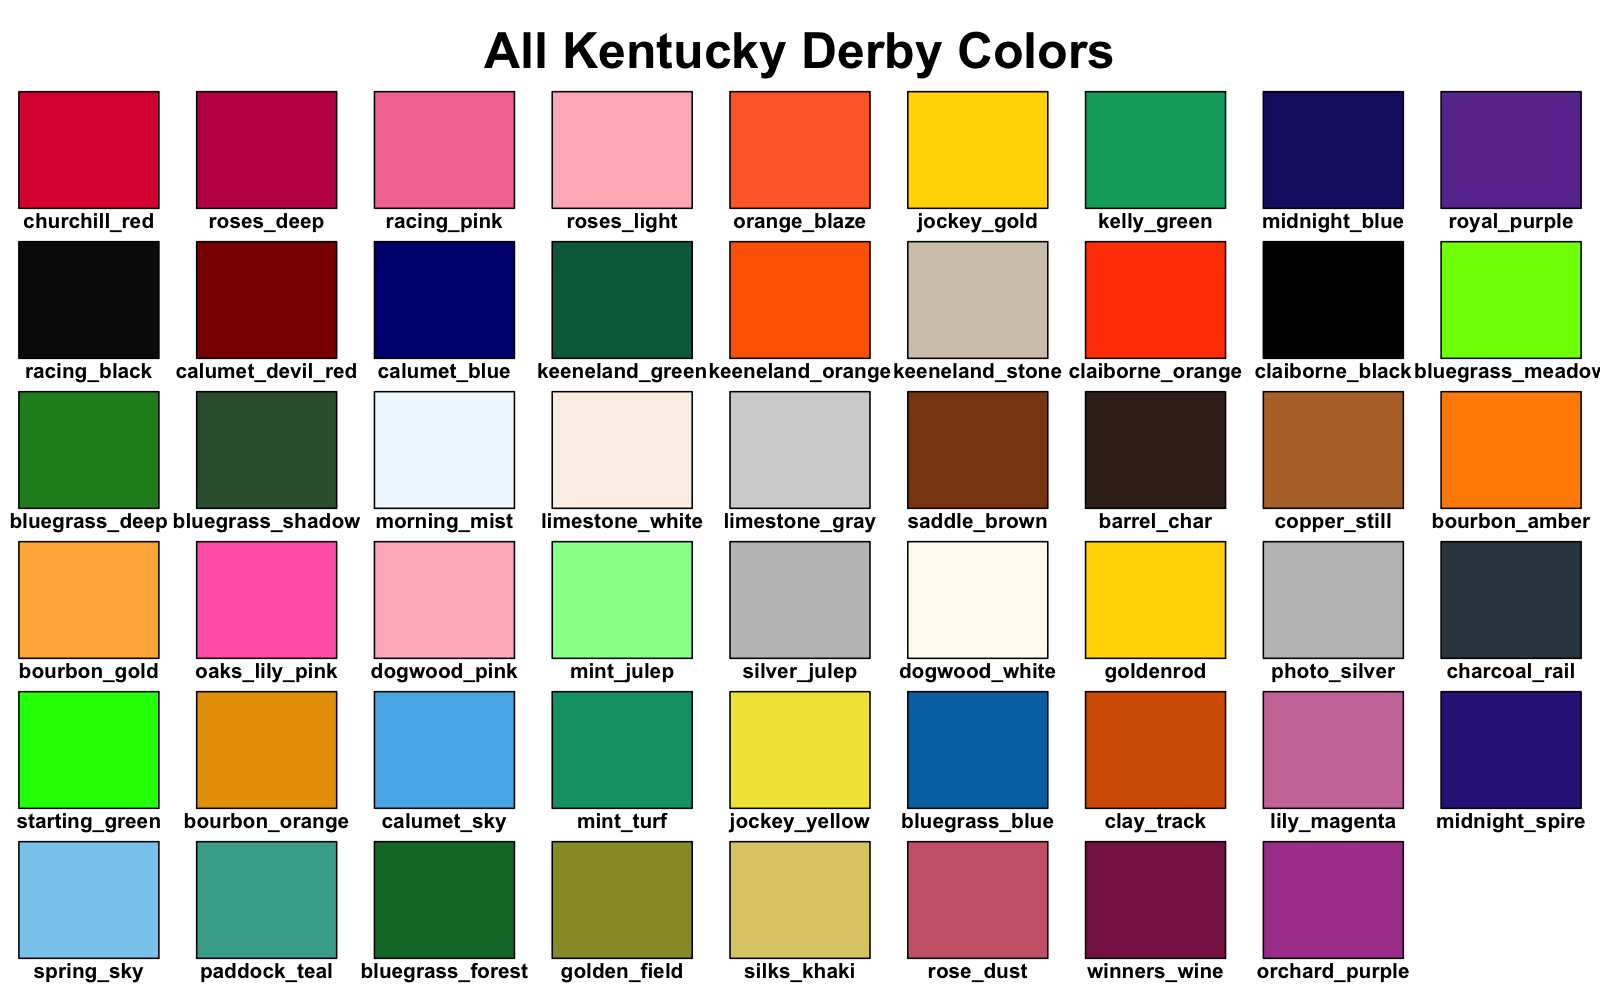 All Kentucky Derby Colors
churchill_red roses_deep racing_pink roses_light orange_blaze jockey_gold kelly_green midnight_blue royal_purple
racing_black calumet_devil_red calumet_blue keeneland_green keeneland_orange keeneland_stone claiborne_orange claiborne_black bluegrass_meadow
bluegrass_deep bluegrass_shadow morning_mist limestone_white limestone_gray saddle_brown barrel_char copper_still bourbon_amber
bourbon_gold oaks_lily_pink dogwood_pink mint_julep silver_julep dogwood_white goldenrod photo_silver charcoal_rail
starting_green bourbon_orange calumet_sky mint_turf jockey_yellow bluegrass_blue clay_track lily_magenta midnight_spire
spring_sky paddock_teal bluegrass_forest golden_field silks_khaki rose_dust winners_wine orchard_purple